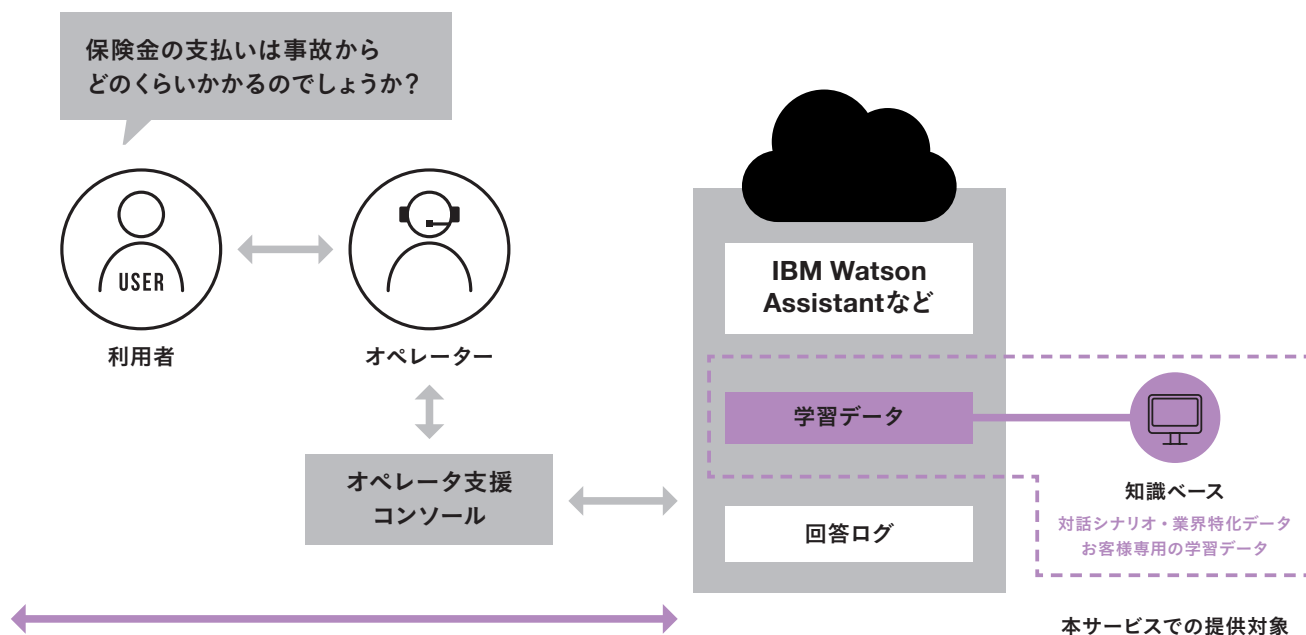 保険金の支払いは事故から
どのくらいかかるのでしょうか？
USER
利用者
オペレーター
オペレータ支援
コンソール
IBM Watson
Assistantなど
学習データ
回答ログ
知識ベース
対話シナリオ・業界特化データ
お客様専用の学習データ
本サービスでの提供対象